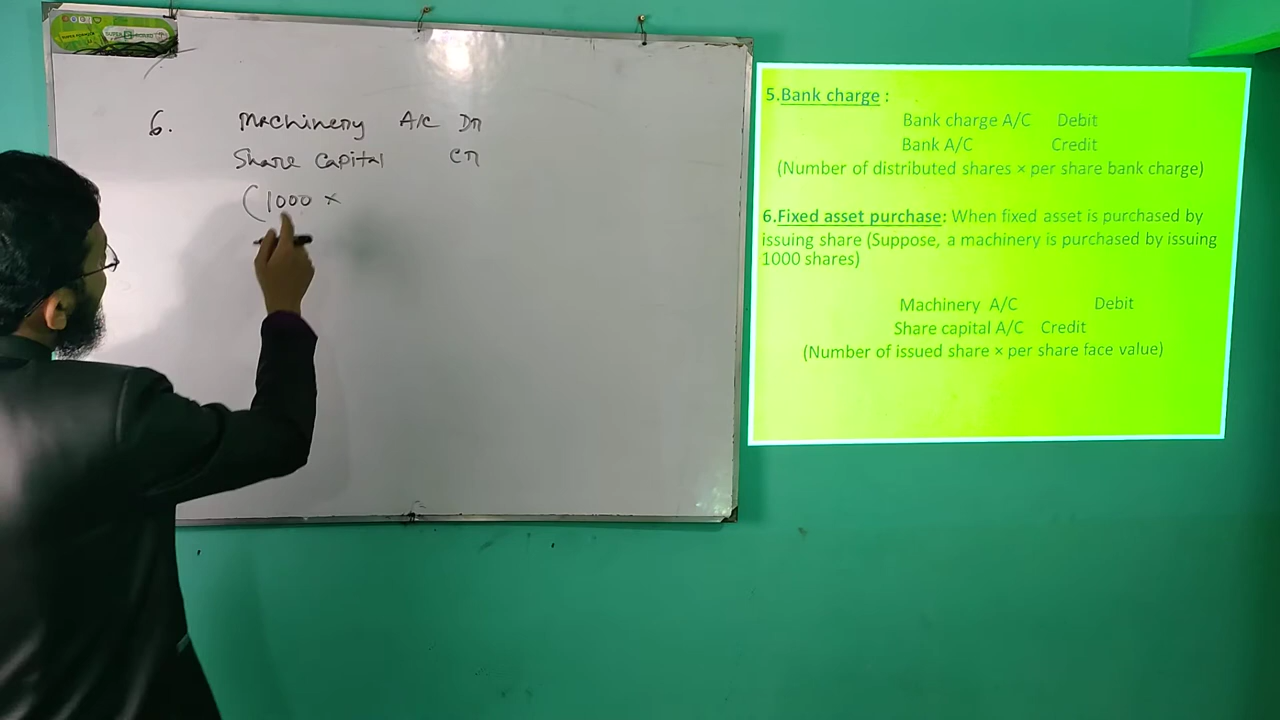 6. Machinery A/C Dr
Share Capital Cr
(1000 ×
5.Bank charge :
Bank charge A/C Debit
Bank A/C Credit
(Number of distributed shares × per share bank charge)
6.Fixed asset purchase: When fixed asset is purchased by
issuing share (Suppose, a machinery is purchased by issuing
1000 shares)
Machinery A/C Debit
Share capital A/C Credit
(Number of issued share × per share face value)